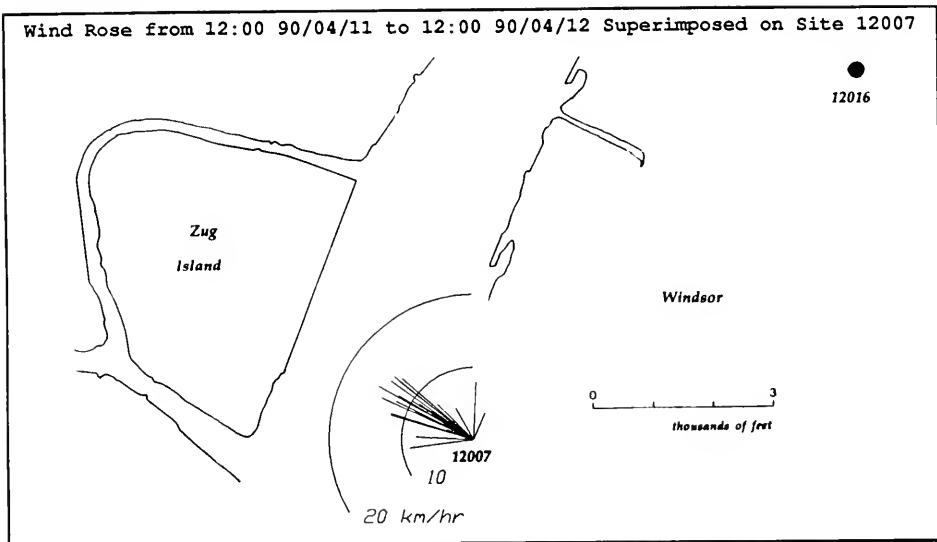 Wind Rose from 12:00 90/04/11 to 12:00 90/04/12 Superimposed on Site 12007
12016
Zug
Island
Windsor
0 3
thousands of feet
12007
10
20 km/hr